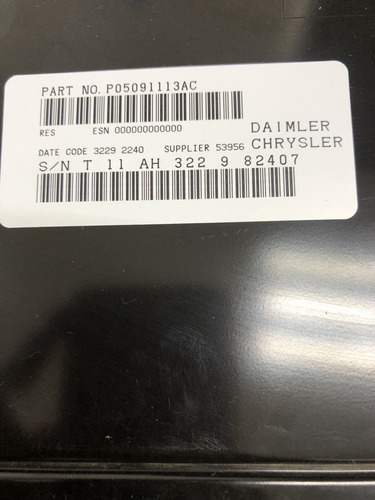 PART NO. P05091113AC
RES ESN 000000000000
DATE CODE 3229 2240 SUPPLIER 53956
DAIMLER
CHRYSLER
S/N T 11 AH 322 9 82407